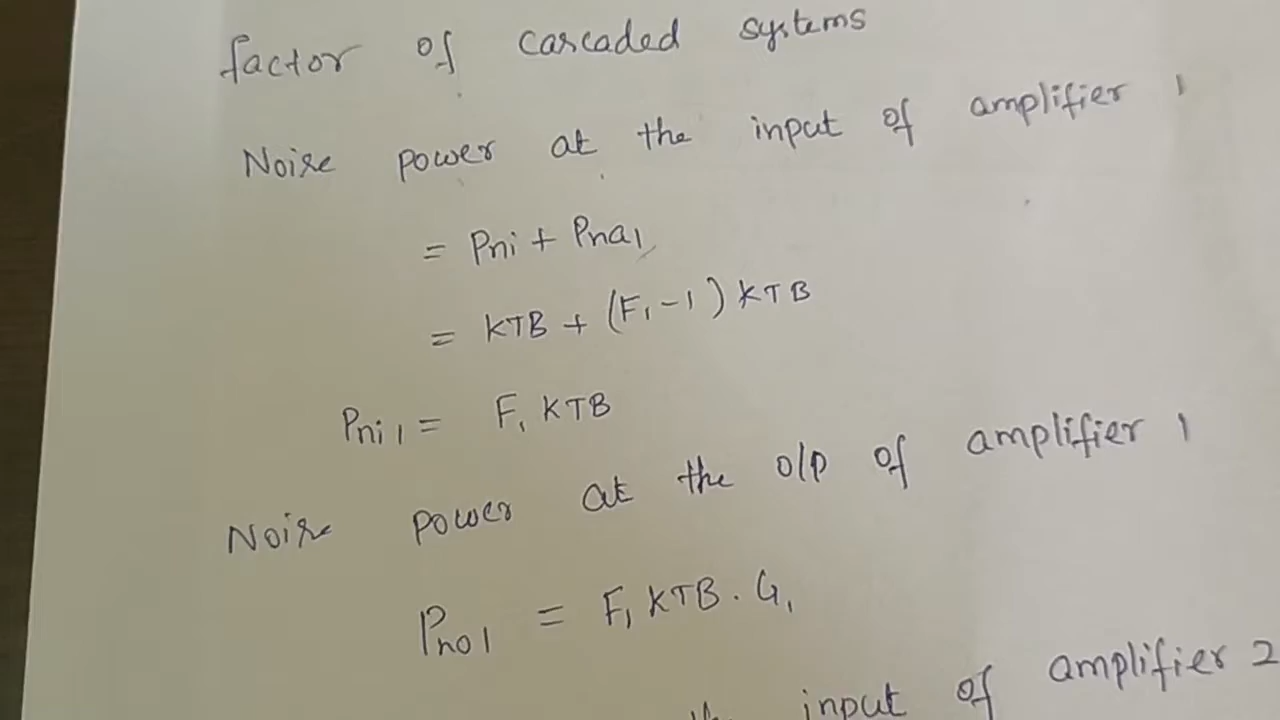 factor of cascaded systems
Noise power at the input of amplifier 1
= Pni + Pna1
= KTB + (F1-1) KTB
Pni1 = F1 KTB
Noise power at the o/p of amplifier 1
Pno1 = F1 KTB . G1
the input of amplifier 2